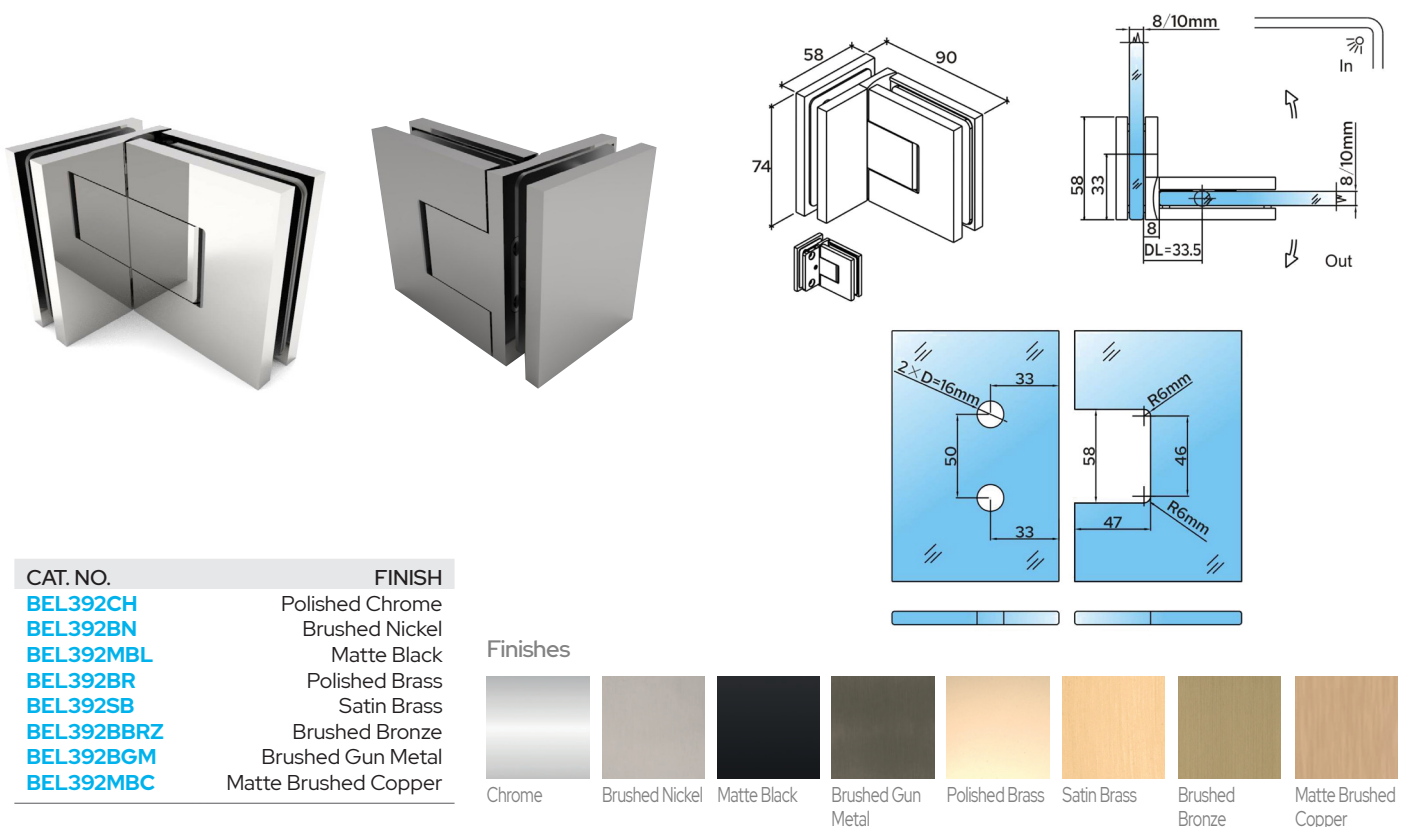 58
90
74
8/10mm
In
8/10mm
58
33
8
DL=33.5
Out
2×D=16mm
33
50
33
R6mm
58
46
47
R6mm
CAT. NO. FINISH
BEL392CH Polished Chrome
BEL392BN Brushed Nickel
BEL392MBL Matte Black
BEL392BR Polished Brass
BEL392SB Satin Brass
BEL392BBRZ Brushed Bronze
BEL392BGM Brushed Gun Metal
BEL392MBC Matte Brushed Copper
Finishes
Chrome
Brushed Nickel
Matte Black
Brushed Gun
Metal
Polished Brass
Satin Brass
Brushed
Bronze
Matte Brushed
Copper